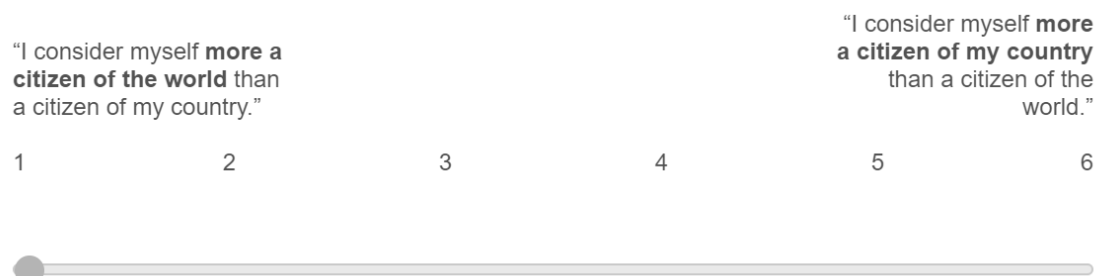 “I consider myself more a
citizen of the world than
a citizen of my country.”
“I consider myself more
a citizen of my country
than a citizen of the
world.”
1 2 3 4 5 6